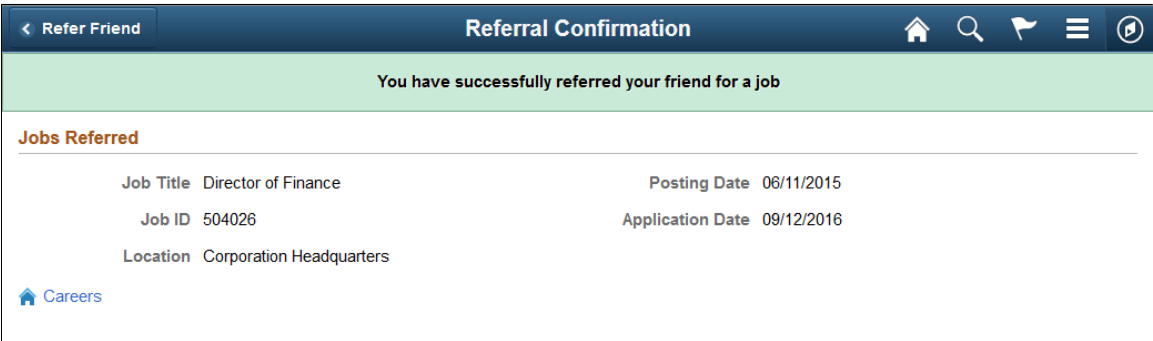 Refer Friend
Referral Confirmation
You have successfully referred your friend for a job
Jobs Referred
Job Title Director of Finance
Posting Date 06/11/2015
Job ID 504026
Application Date 09/12/2016
Location Corporation Headquarters
Careers